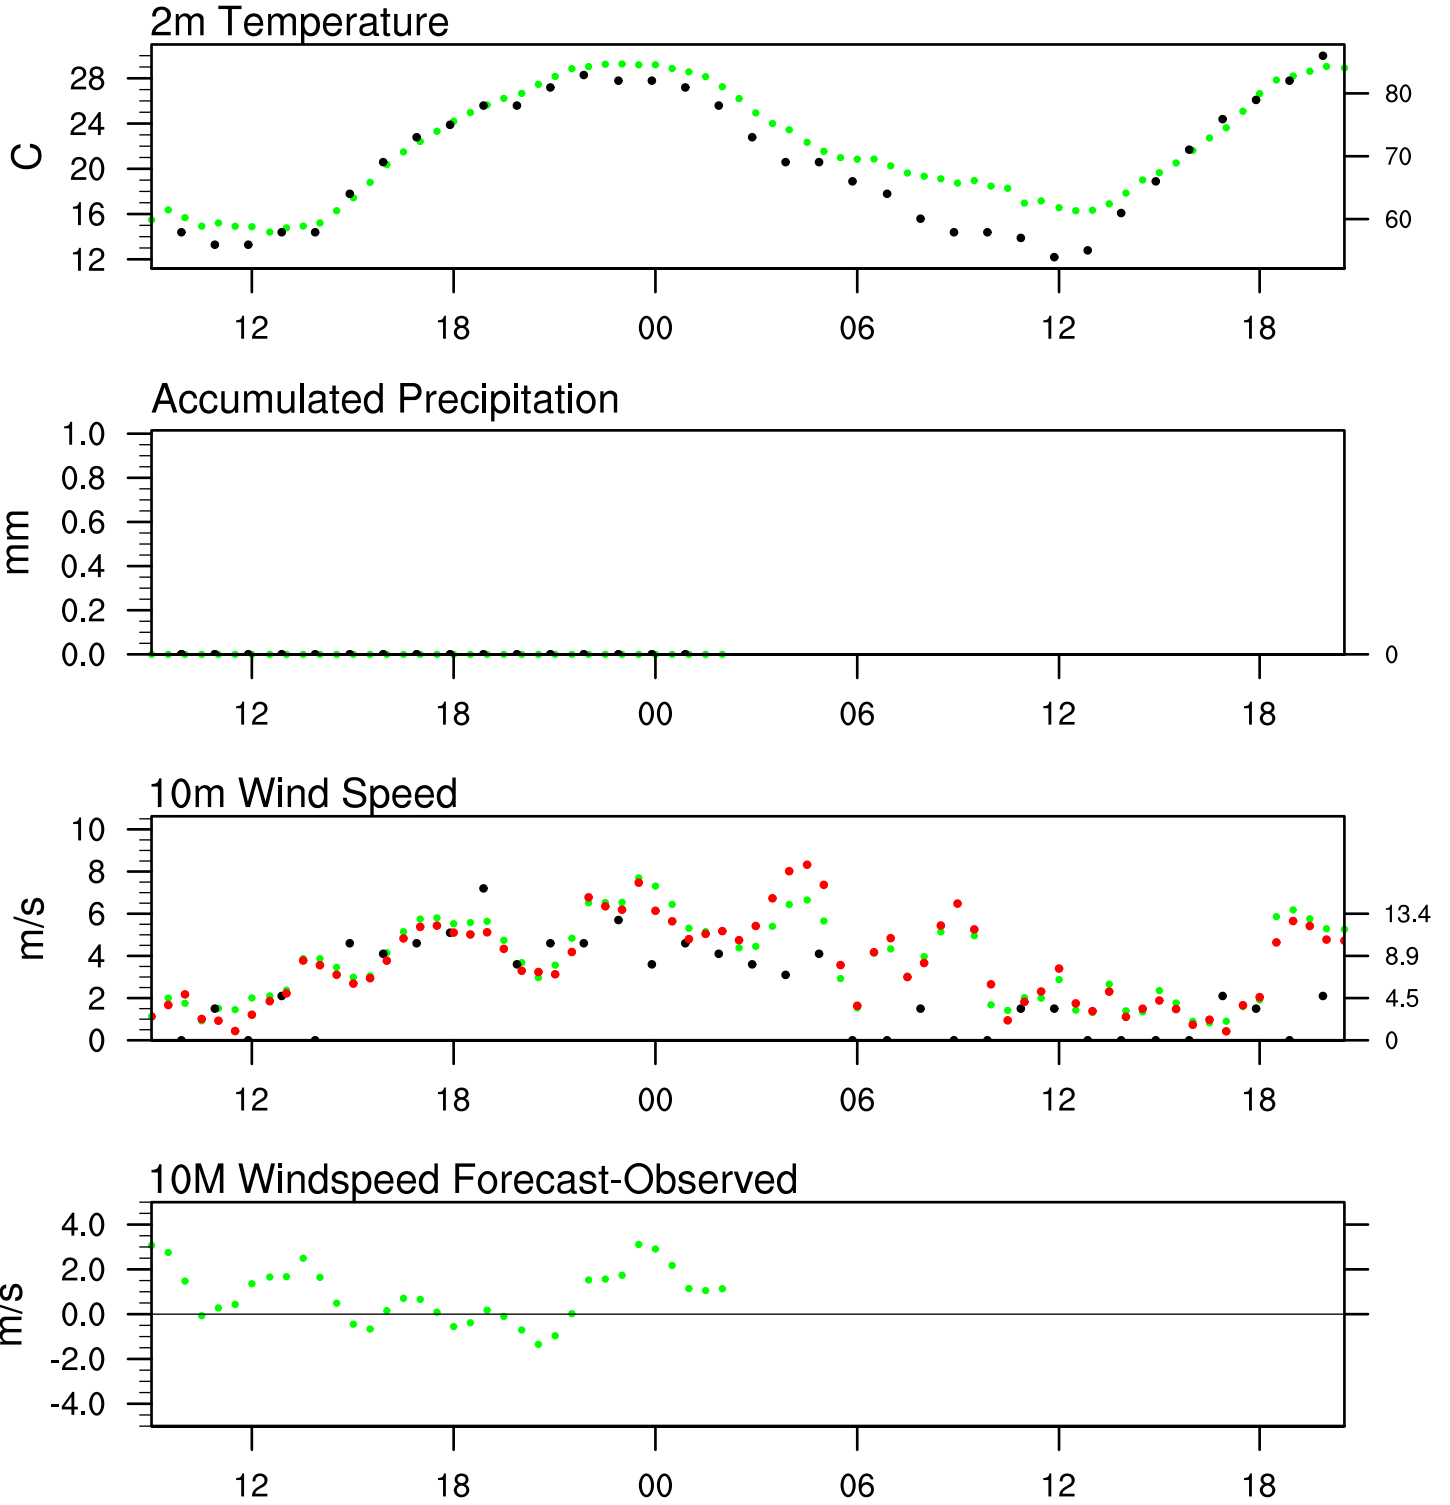 2m Temperature
C
28
24
20
16
12
80
70
60
12 18 00 06 12 18
Accumulated Precipitation
mm
1.0
0.8
0.6
0.4
0.2
0.0
0
12 18 00 06 12 18
10m Wind Speed
m/s
10
8
6
4
2
0
13.4
8.9
4.5
0
12 18 00 06 12 18
10M Windspeed Forecast-Observed
m/s
4.0
2.0
0.0
-2.0
-4.0
12 18 00 06 12 18